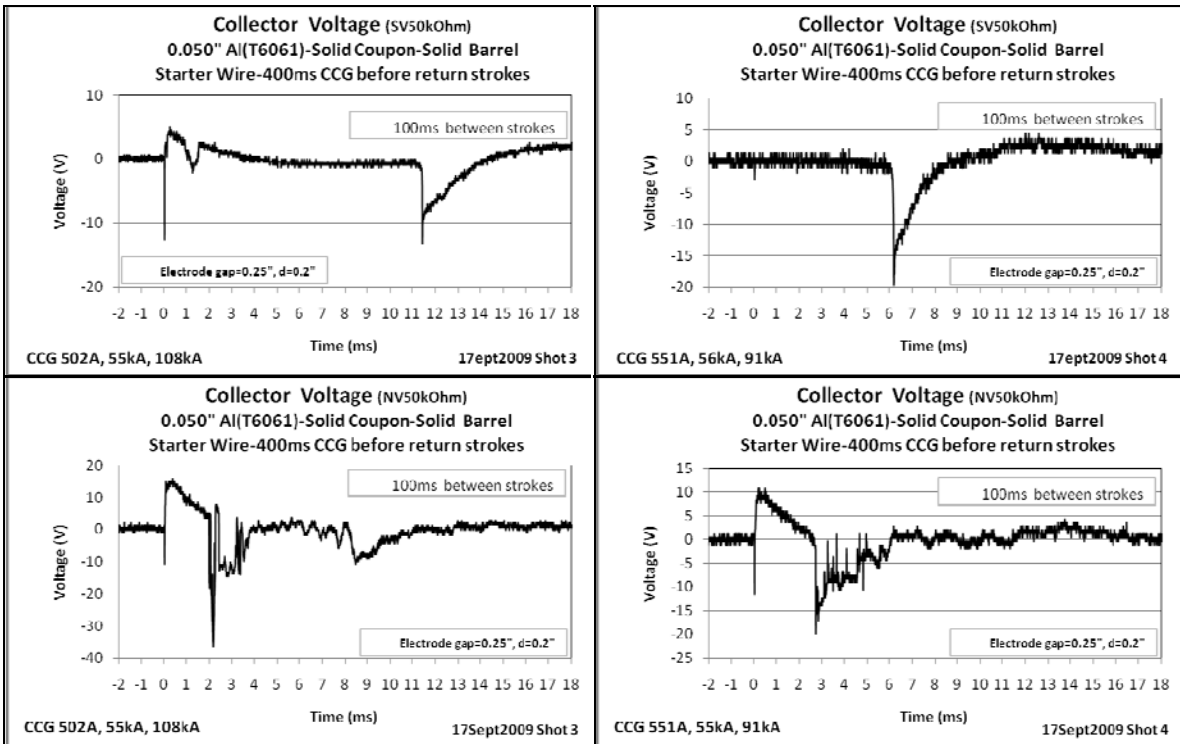 Collector Voltage (SV50kOhm)
0.050" Al(T6061)-Solid Coupon-Solid Barrel
Starter Wire-400ms CCG before return strokes
100ms between strokes
Voltage (V)
10
0
-10
-20
Electrode gap=0.25", d=0.2"
-2 -1 0 1 2 3 4 5 6 7 8 9 10 11 12 13 14 15 16 17 18
Time (ms)
CCG 502A, 55kA, 108kA
17ept2009 Shot 3
Collector Voltage (SV50kOhm)
0.050" Al(T6061)-Solid Coupon-Solid Barrel
Starter Wire-400ms CCG before return strokes
100ms between strokes
Voltage (V)
10
5
0
-5
-10
-15
-20
Electrode gap=0.25", d=0.2"
-2 -1 0 1 2 3 4 5 6 7 8 9 10 11 12 13 14 15 16 17 18
Time (ms)
CCG 551A, 56kA, 91kA
17ept2009 Shot 4
Collector Voltage (NV50kOhm)
0.050" Al(T6061)-Solid Coupon-Solid Barrel
Starter Wire-400ms CCG before return strokes
100ms between strokes
Voltage (V)
20
10
0
-10
-20
-30
-40
Electrode gap=0.25", d=0.2"
-2 -1 0 1 2 3 4 5 6 7 8 9 10 11 12 13 14 15 16 17 18
Time (ms)
CCG 502A, 55kA, 108kA
17Sept2009 Shot 3
Collector Voltage (NV50kOhm)
0.050" Al(T6061)-Solid Coupon-Solid Barrel
Starter Wire-400ms CCG before return strokes
100ms between strokes
Voltage (V)
15
10
5
0
-5
-10
-15
-20
-25
Electrode gap=0.25", d=0.2"
-2 -1 0 1 2 3 4 5 6 7 8 9 10 11 12 13 14 15 16 17 18
Time (ms)
CCG 551A, 55kA, 91kA
17Sept2009 Shot 4